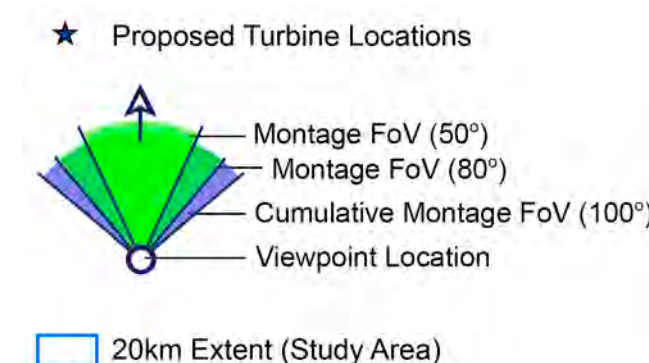 Proposed Turbine Locations
Montage FoV (50°)
Montage FoV (80°)
Cumulative Montage FoV (100°)
Viewpoint Location
20km Extent (Study Area)